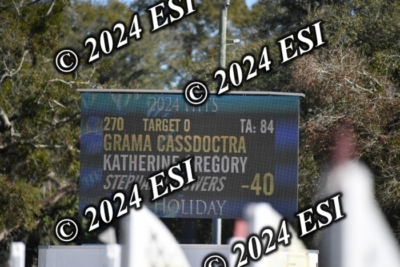 © 2024 ESI
© 2024 ESI
2024 HITS
270 TARGET 0 TA: 84
GRAMA CASSDOCTRA
KATHERINE GREGORY
-40
© 2024 ESI
HOLIDAY
© 2024 ESI